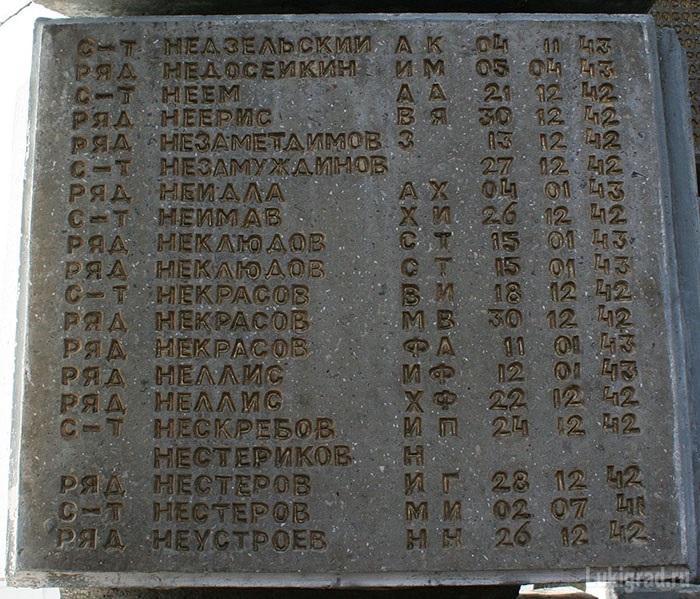 С-Т НЕДЗЕЛЬСКИЙ А К 04 11 43
РЯД НЕДОСЕЙКИН И М 05 04 43
С-Т НЕЕМ А А 21 12 42
РЯД НЕЕРИС В Я 30 12 42
РЯД НЕЗАМЕТДИМОВ З 13 12 42
С-Т НЕЗАМУЖДИНОВ 27 12 42
РЯД НЕИДЛА А Х 04 01 43
С-Т НЕИМАВ Х И 26 12 42
РЯД НЕКЛЮДОВ С Т 15 01 43
РЯД НЕКЛЮДОВ С Т 15 01 43
С-Т НЕКРАСОВ В И 18 12 42
РЯД НЕКРАСОВ М В 30 12 42
РЯД НЕКРАСОВ Ф А 11 01 43
РЯД НЕЛЛИС И Ф 12 01 43
РЯД НЕЛЛИС Х Ф 22 12 42
С-Т НЕСКРЕБОВ И П 24 12 42
НЕСТЕРИКОВ Н
РЯД НЕСТЕРОВ И Г 28 12 42
С-Т НЕСТЕРОВ М И 02 07 41
РЯД НЕУСТРОЕВ Н Н 26 12 42
Lukigrad.ru